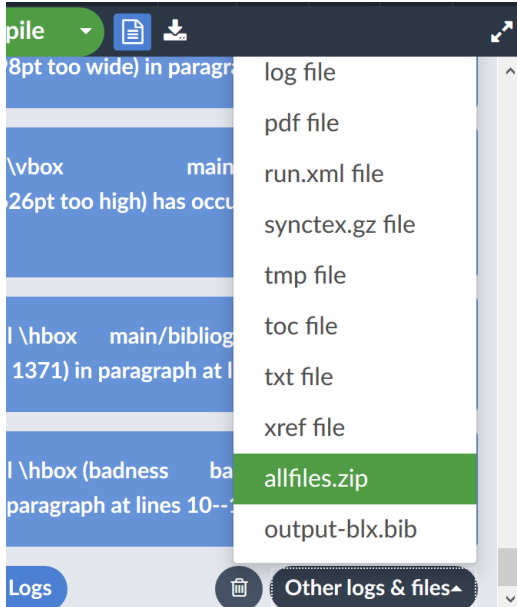 pile
8pt too wide) in paragra
log file
pdf file
\vbox main
run.xml file
26pt too high) has occu
synctex.gz file
tmp file
toc file
l \hbox main/bibliog
1371) in paragraph at l
txt file
xref file
l \hbox (badness ba
allfiles.zip
paragraph at lines 10--1
output-blx.bib
Logs
Other logs & files